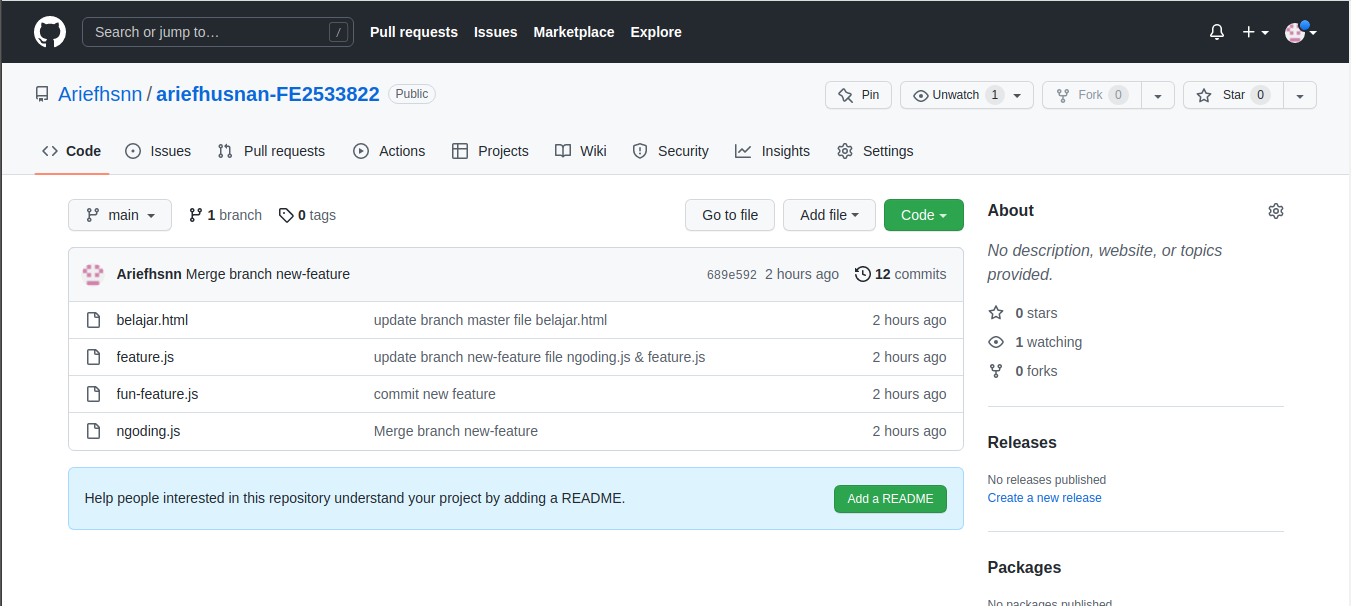 Search or jump to… / Pull requests Issues Marketplace Explore
Ariefhsnn / ariefhusnan-FE2533822 Public Pin Unwatch 1 Fork 0 Star 0
Code Issues Pull requests Actions Projects Wiki Security Insights Settings
main 1 branch 0 tags Go to file Add file Code
Ariefhsnn Merge branch new-feature 689e592 2 hours ago 12 commits
belajar.html update branch master file belajar.html 2 hours ago
feature.js update branch new-feature file ngoding.js & feature.js 2 hours ago
fun-feature.js commit new feature 2 hours ago
ngoding.js Merge branch new-feature 2 hours ago
Help people interested in this repository understand your project by adding a README. Add a README
About
No description, website, or topics
provided.
0 stars
1 watching
0 forks
Releases
No releases published
Create a new release
Packages
No packages published